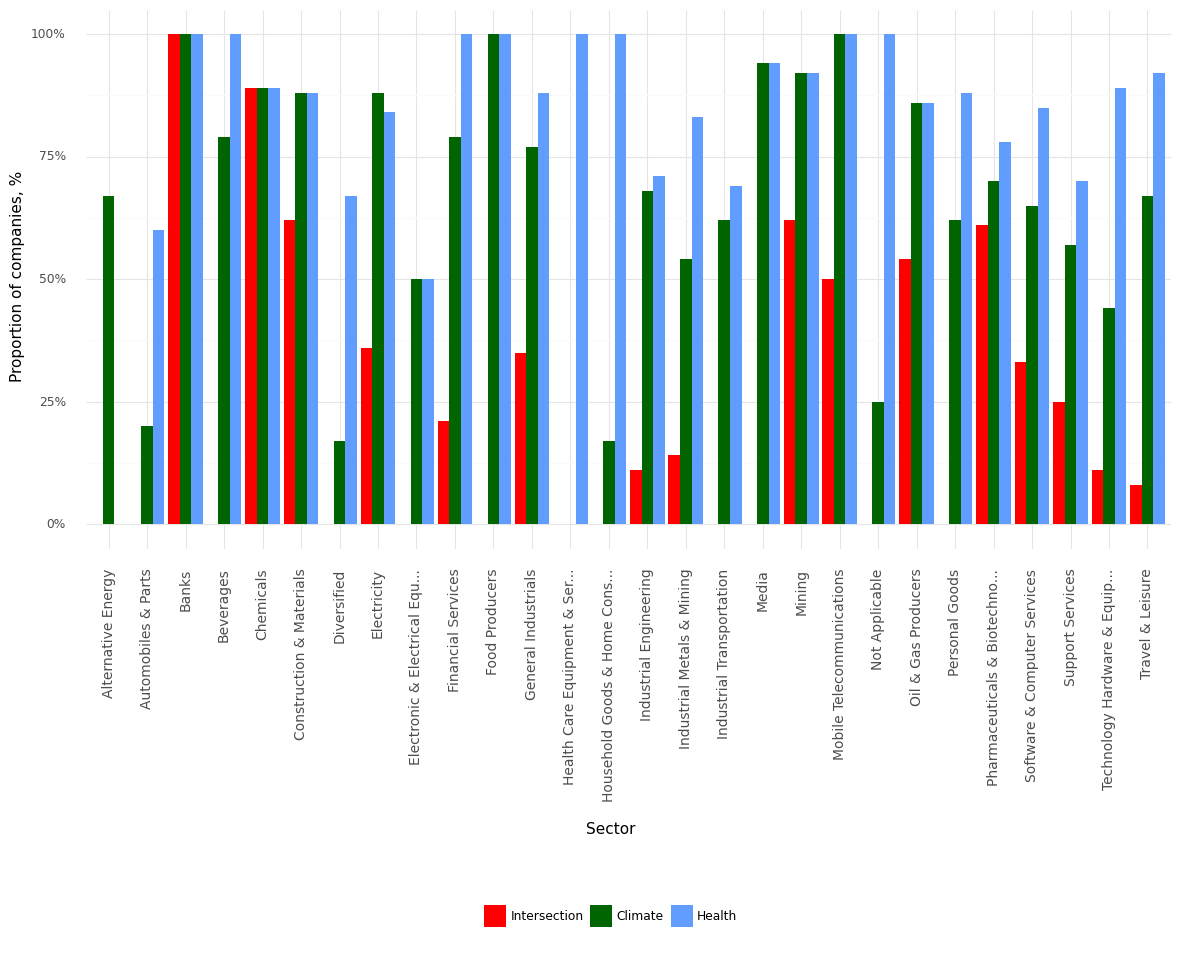 Proportion of companies, %
100%
75%
50%
25%
0%
Alternative Energy
Automobiles & Parts
Banks
Beverages
Chemicals
Construction & Materials
Diversified
Electricity
Electronic & Electrical Equ...
Financial Services
Food Producers
General Industrials
Health Care Equipment & Ser...
Household Goods & Home Cons...
Industrial Engineering
Industrial Metals & Mining
Industrial Transportation
Media
Mining
Mobile Telecommunications
Not Applicable
Oil & Gas Producers
Personal Goods
Pharmaceuticals & Biotechno...
Software & Computer Services
Support Services
Technology Hardware & Equip...
Travel & Leisure
Sector
Intersection Climate Health